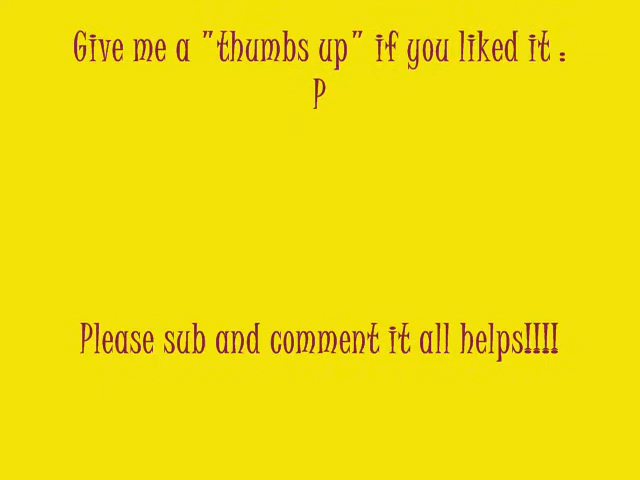 Give me a "thumbs up" if you liked it :
P
Please sub and comment it all helps!!!!